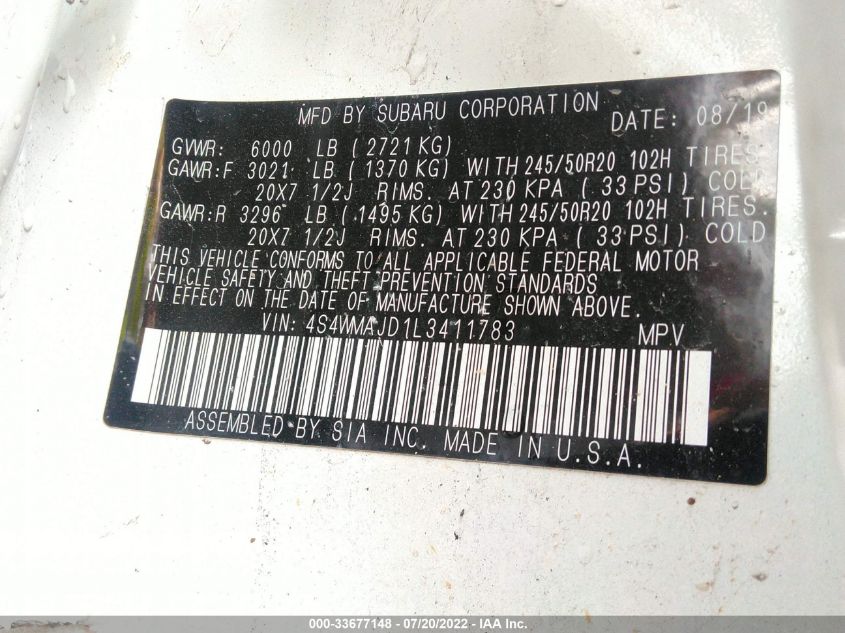 MFD BY SUBARU CORPORATION DATE: 08/19
GVWR: 6000 LB ( 2721 KG)
GAWR:F 3021 LB ( 1370 KG) WITH 245/50R20 102H TIRES
20X7 1/2J RIMS. AT 230 KPA ( 33 PSI) COLD
GAWR:R 3296 LB ( 1495 KG) WITH 245/50R20 102H TIRES.
20X7 1/2J RIMS. AT 230 KPA ( 33 PSI) COLD
THIS VEHICLE CONFORMS TO ALL APPLICABLE FEDERAL MOTOR
VEHICLE SAFETY AND THEFT PREVENTION STANDARDS
IN EFFECT ON THE DATE OF MANUFACTURE SHOWN ABOVE.
VIN: 4S4WMAJD1L3411783 MPV
ASSEMBLED BY SIA INC. MADE IN U.S.A.
000-33677148 - 07/20/2022 - IAA Inc.